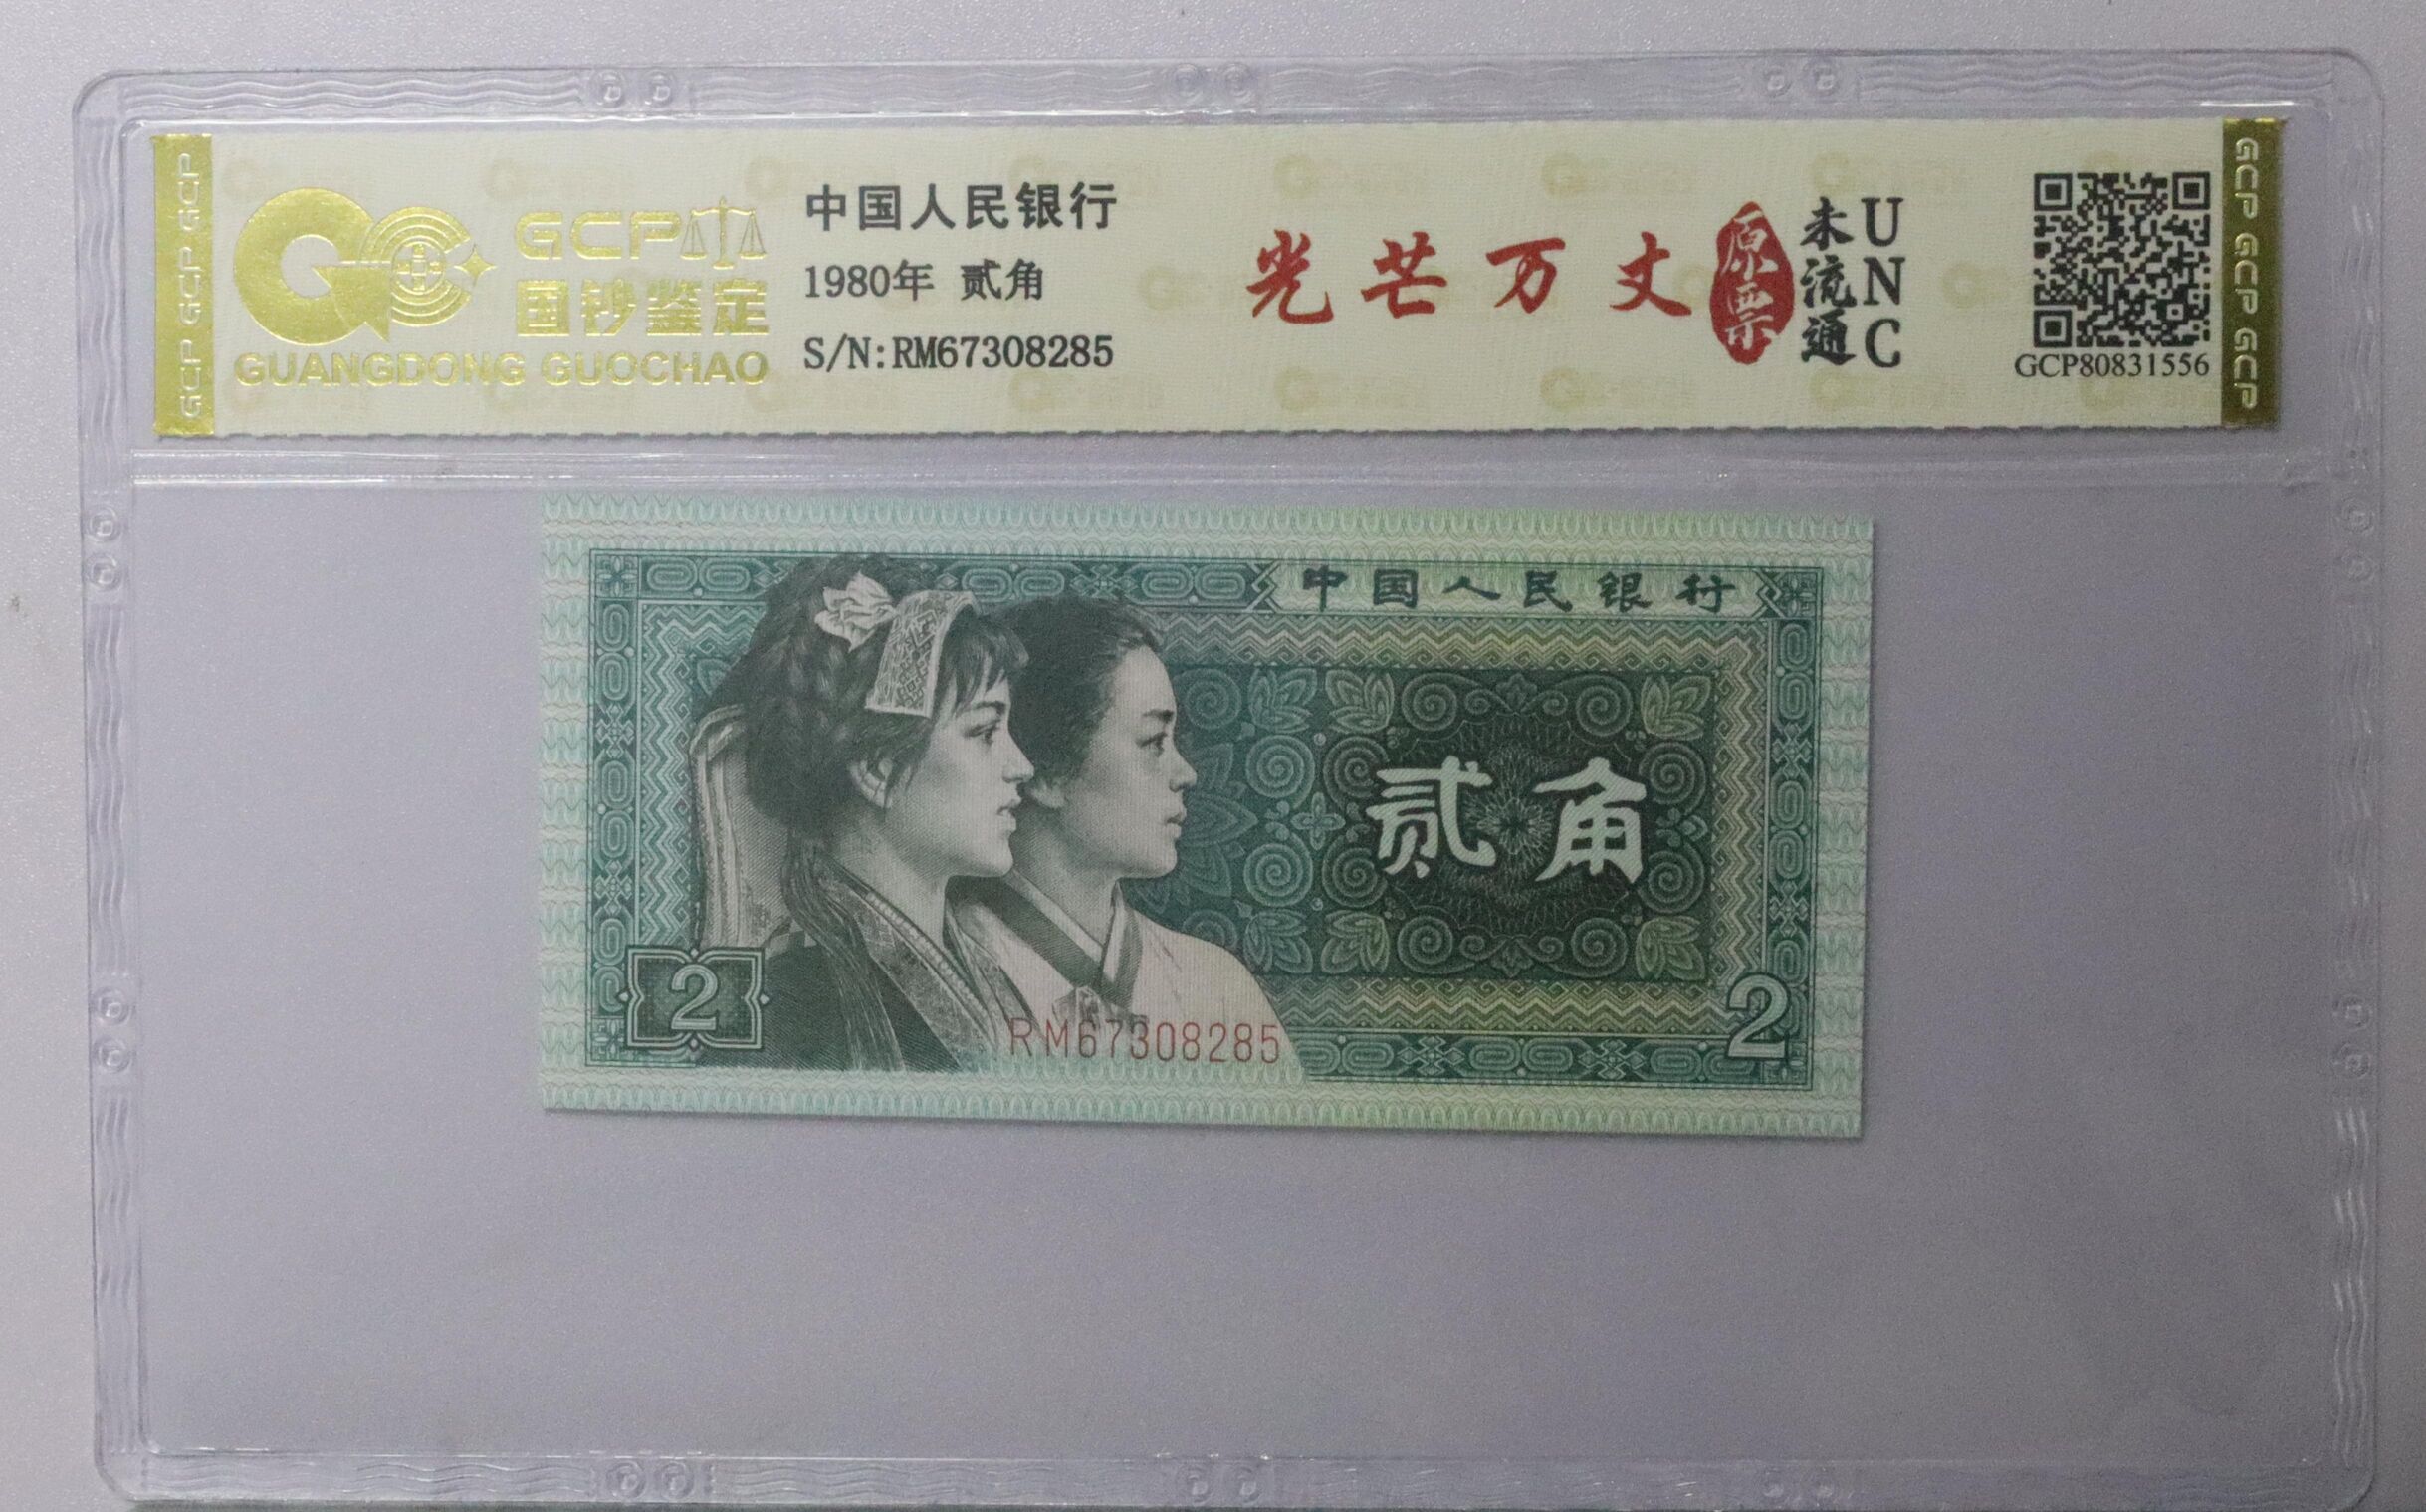 GCP GCP GCP
GCP
国钞鉴定
GUANGDONG GUOCHAO
中国人民银行
1980年 贰角
S/N:RM67308285
光芒万丈
原票
未流通
UNC
GCP80831556
GCP GCP GCP
中国人民银行
贰角
2
2
RM67308285